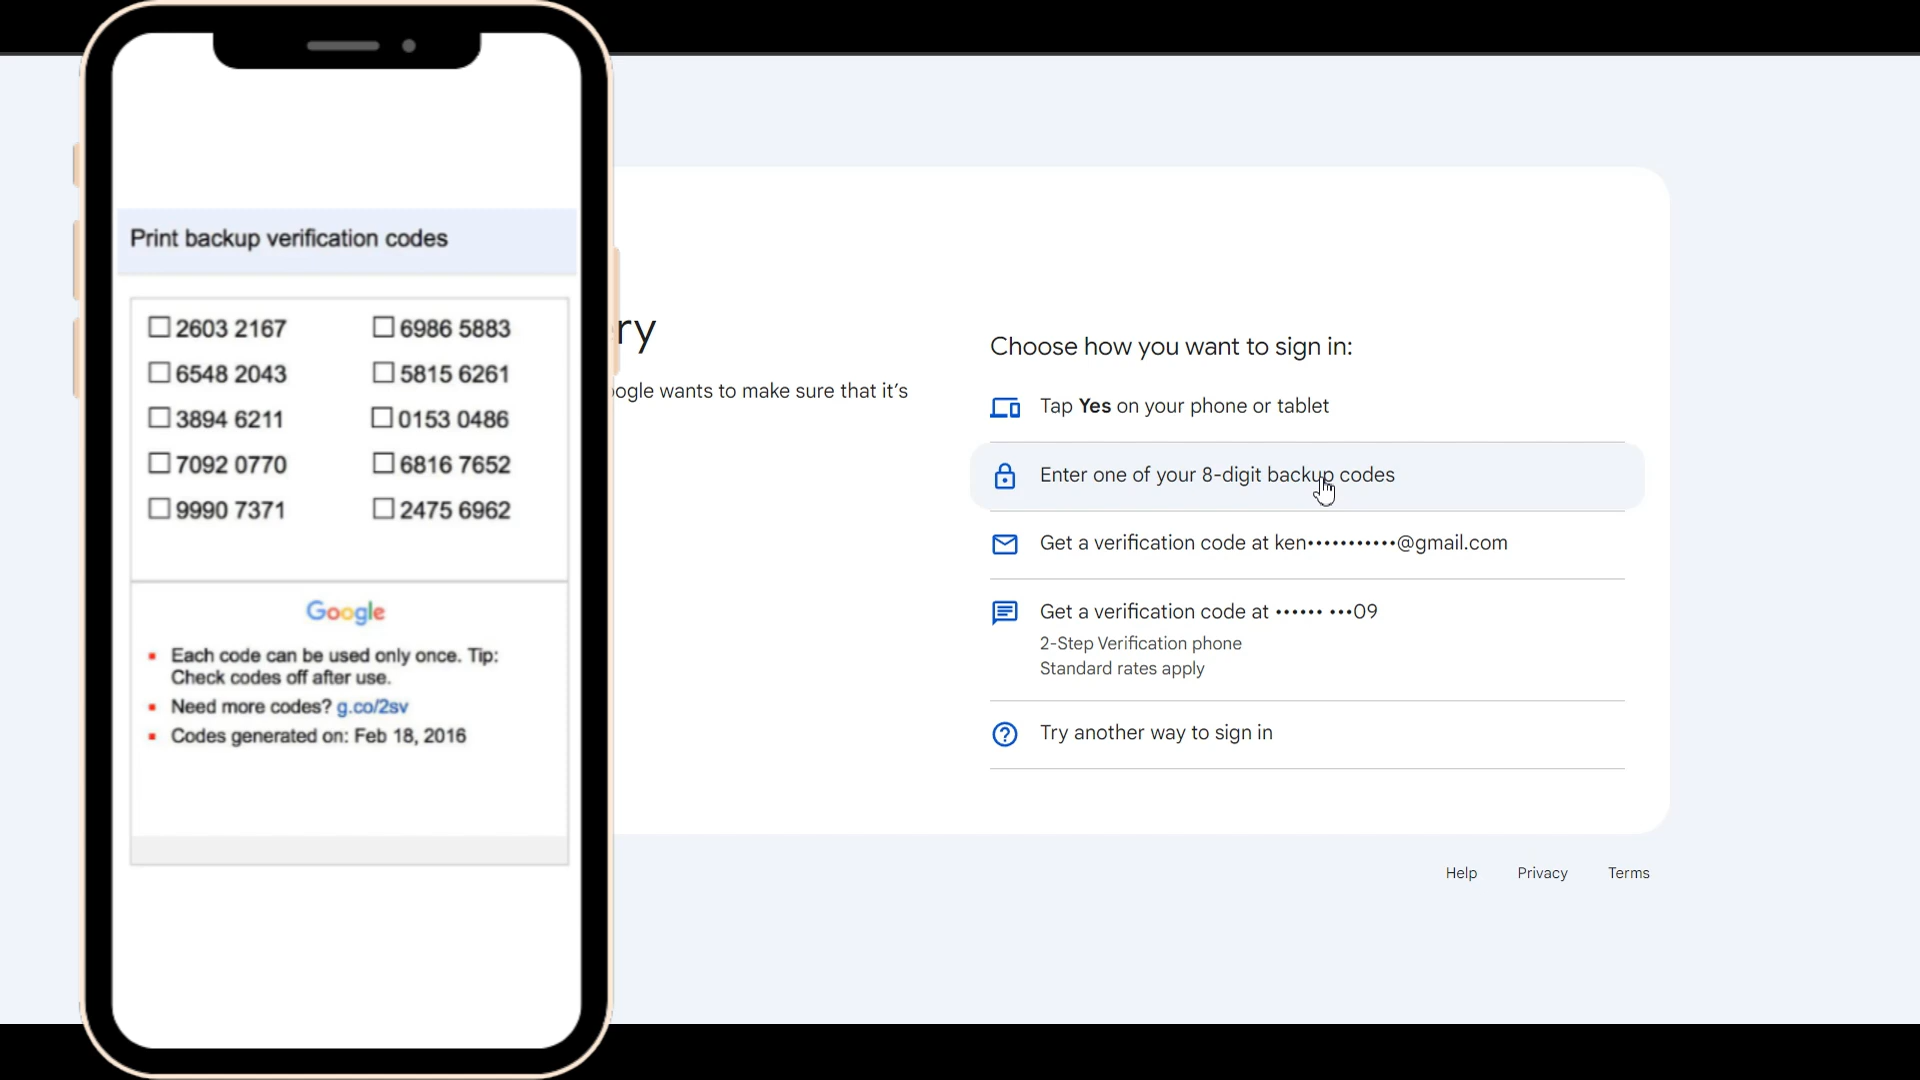 Print backup verification codes
2603 2167
6986 5883
6548 2043
5815 6261
3894 6211
0153 0486
7092 0770
6816 7652
9990 7371
2475 6962
Google
Each code can be used only once. Tip:
Check codes off after use.
Need more codes? g.co/2sv
Codes generated on: Feb 18, 2016
ry
ogle wants to make sure that it's
Choose how you want to sign in:
Tap Yes on your phone or tablet
Enter one of your 8-digit backup codes
Get a verification code at ken•••••••••••@gmail.com
Get a verification code at •••••• •••09
2-Step Verification phone
Standard rates apply
Try another way to sign in
Help Privacy Terms